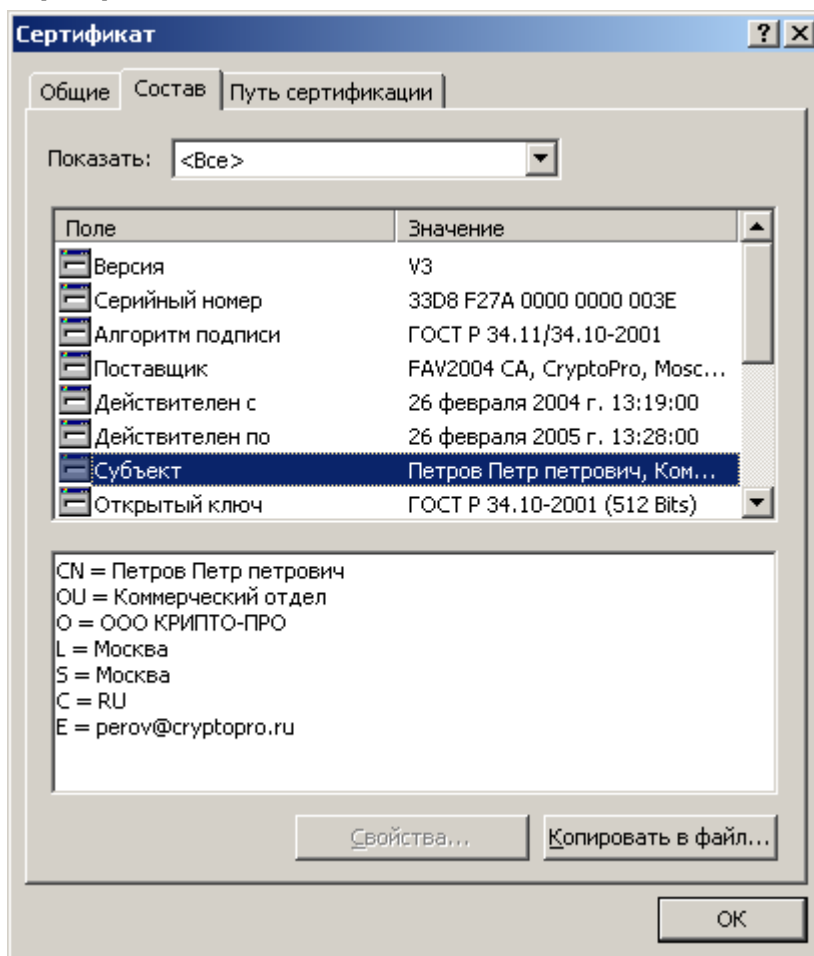 Сертификат
Общие Состав Путь сертификации
Показать: <Все>
Поле Значение
Версия V3
Серийный номер 33D8 F27A 0000 0000 003E
Алгоритм подписи ГОСТ Р 34.11/34.10-2001
Поставщик FAV2004 CA, CryptoPro, Mosc...
Действителен с 26 февраля 2004 г. 13:19:00
Действителен по 26 февраля 2005 г. 13:28:00
Субъект Петров Петр петрович, Ком...
Открытый ключ ГОСТ Р 34.10-2001 (512 Bits)
CN = Петров Петр петрович
OU = Коммерческий отдел
O = ООО КРИПТО-ПРО
L = Москва
S = Москва
C = RU
E = perov@cryptopro.ru
Свойства... Копировать в файл...
ОК